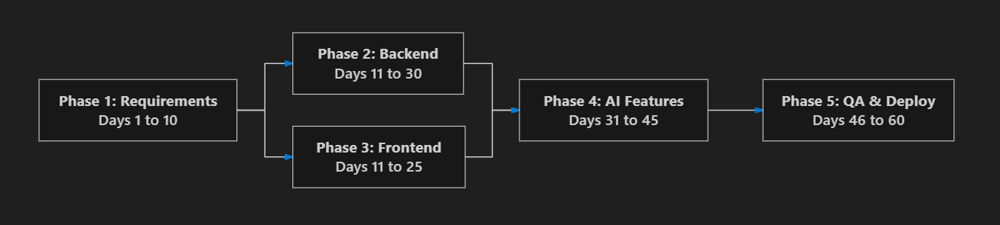 Phase 1: Requirements
Days 1 to 10
Phase 2: Backend
Days 11 to 30
Phase 3: Frontend
Days 11 to 25
Phase 4: AI Features
Days 31 to 45
Phase 5: QA & Deploy
Days 46 to 60